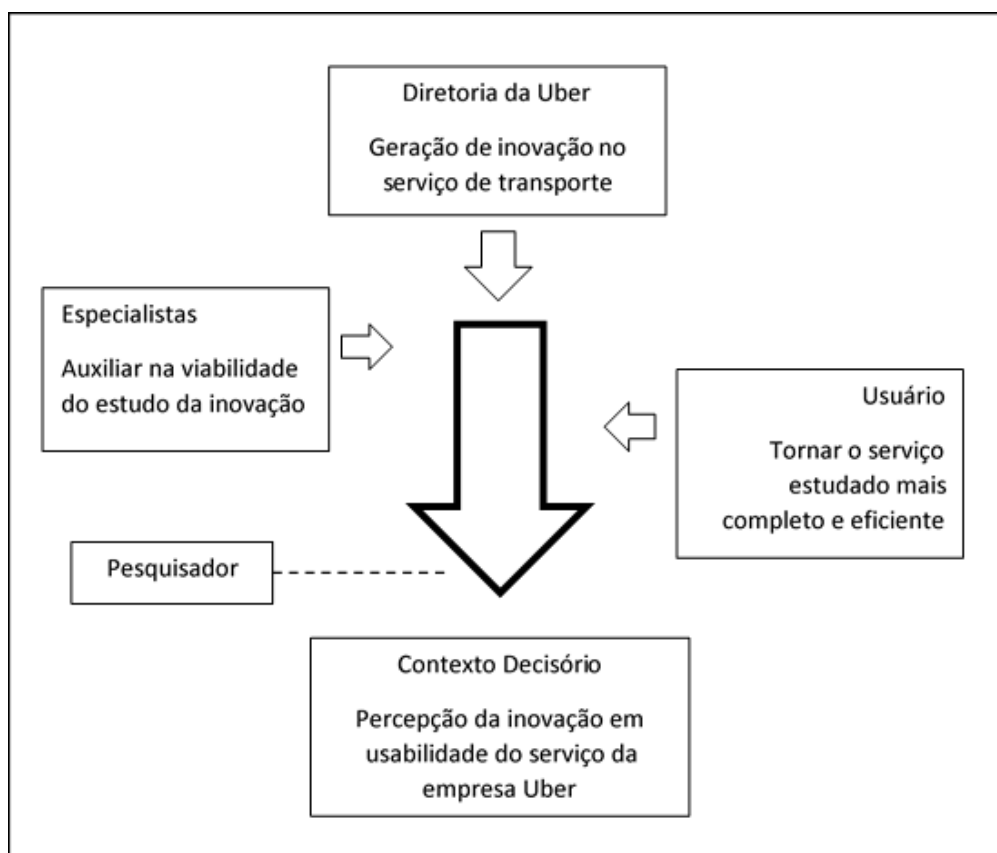 Diretoria da Uber
Geração de inovação no
serviço de transporte
Especialistas
Auxiliar na viabilidade
do estudo da inovação
Usuário
Tornar o serviço
estudado mais
completo e eficiente
Pesquisador
Contexto Decisório
Percepção da inovação em
usabilidade do serviço da
empresa Uber